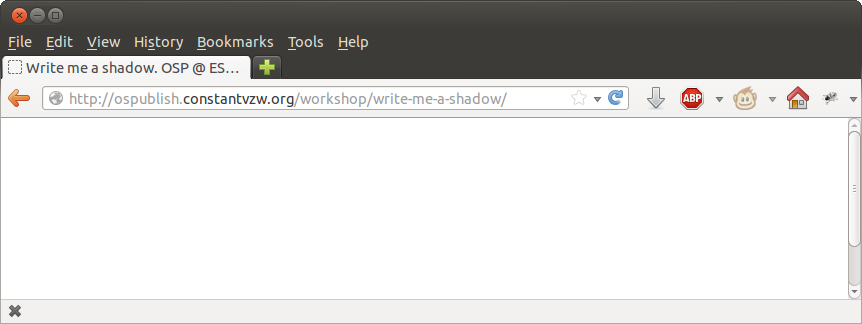 File Edit View History Bookmarks Tools Help
Write me a shadow. OSP @ ES...
http://ospublish.constantvzw.org/workshop/write-me-a-shadow/ ABP